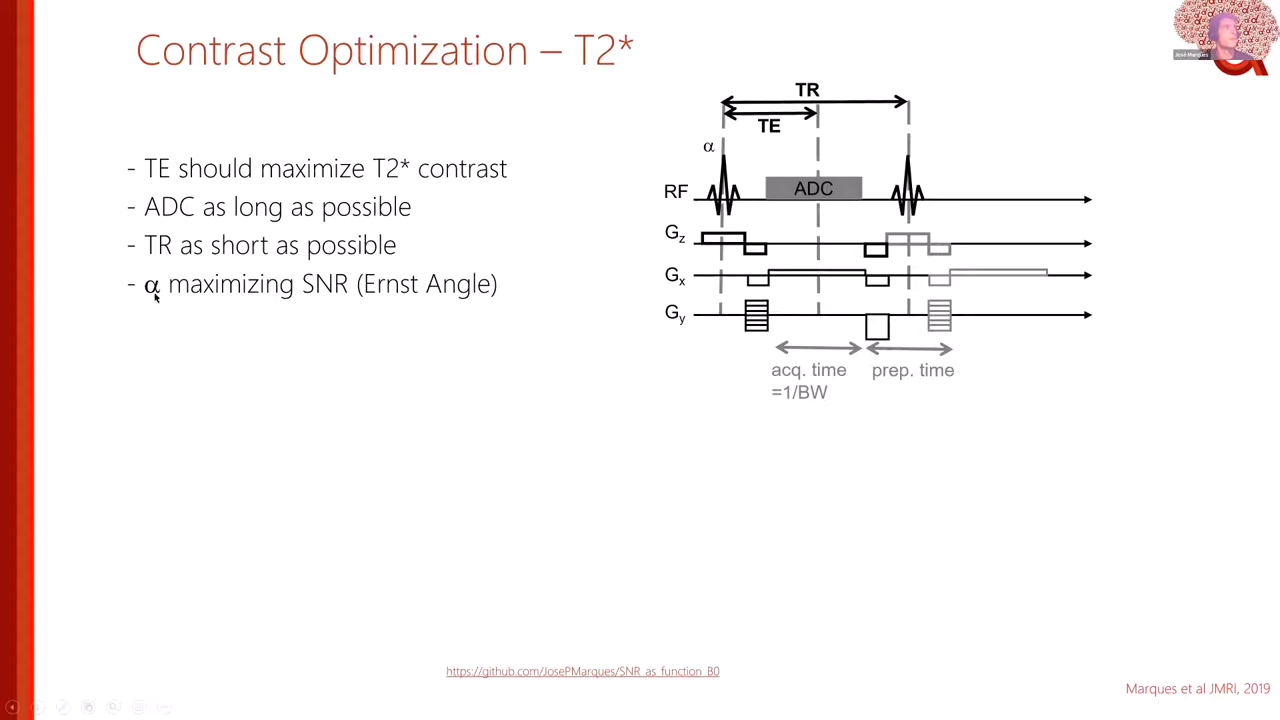 Contrast Optimization – T2*
José Marques
- TE should maximize T2* contrast
- ADC as long as possible
- TR as short as possible
- α maximizing SNR (Ernst Angle)
TR
TE
α
RF
ADC
Gz
Gx
Gy
acq. time
=1/BW
prep. time
https://github.com/JosePMarques/SNR_as_function_B0
Marques et al JMRI, 2019